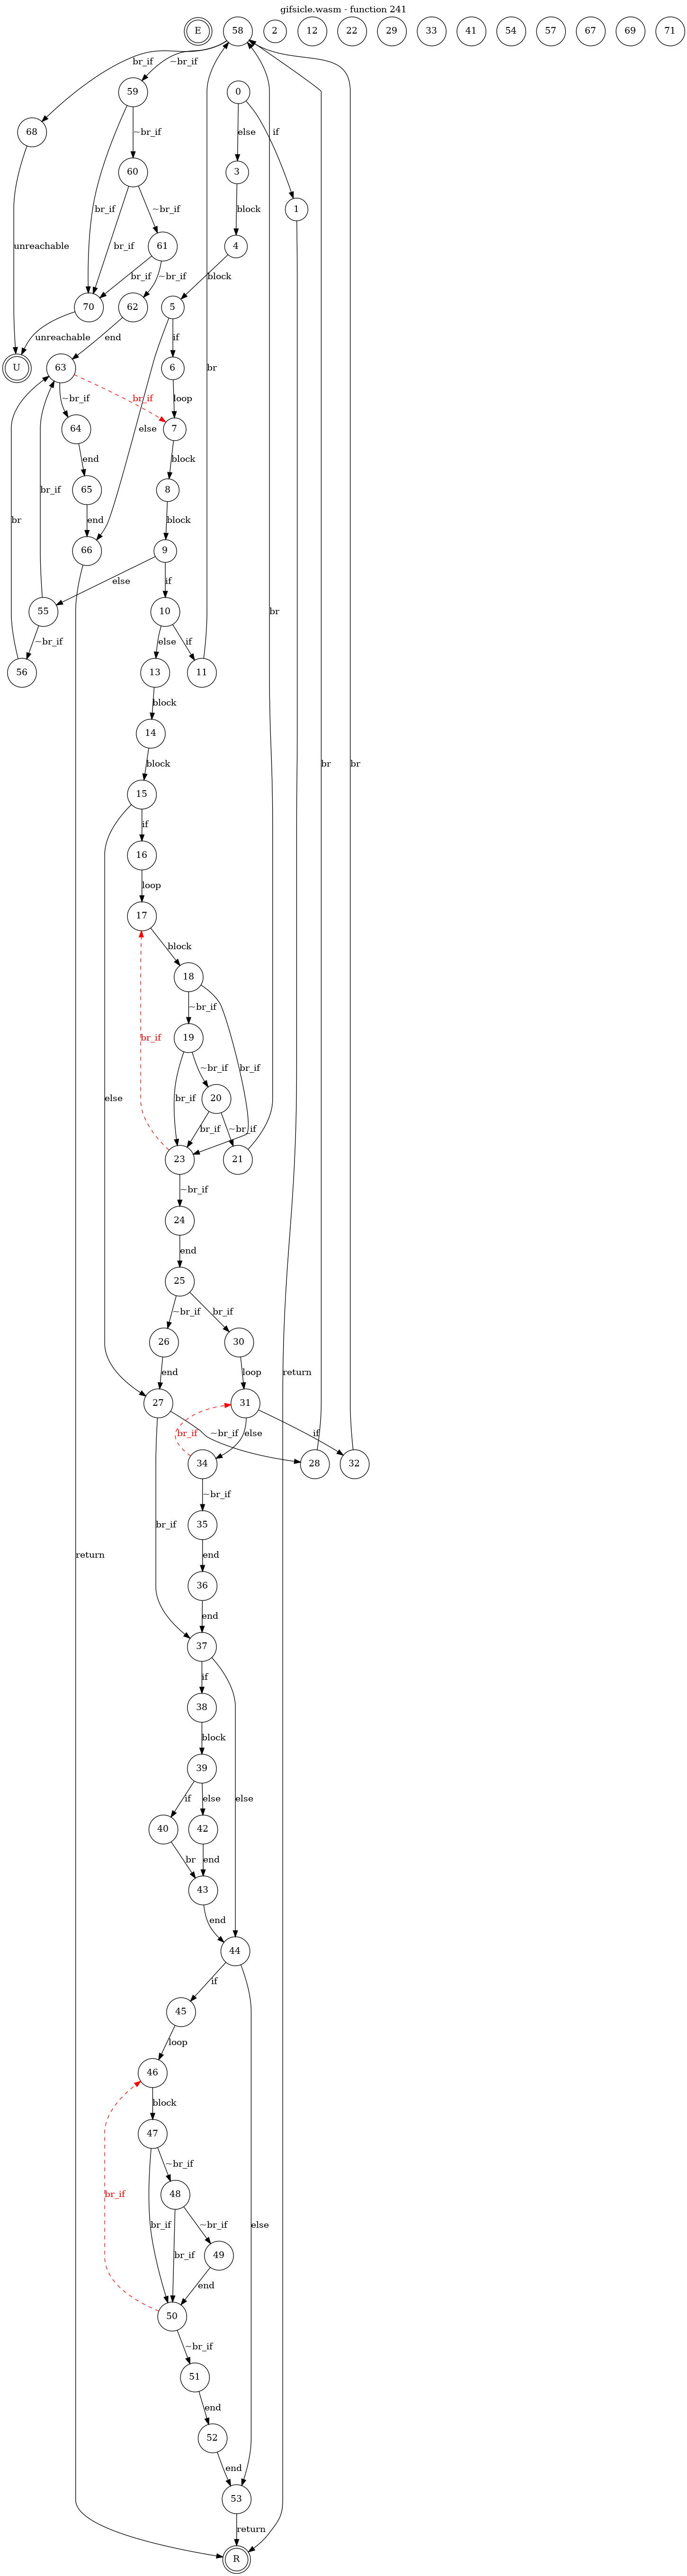 gifsicle.wasm - function 241
E 58 2 12 22 29 33 41 54 57 67 69 71
br_if ~br_if
59 0
68 ~br_if else if
60 3
br_if ~br_if block 1
unreachable br_if 61 4
br_if ~br_if block
70 62 5
unreachable end if
U 63 6
~br_if br_if loop br
64 else 7
end block
65 8
br_if end block
br 66 9
else if
55 10 br
~br_if else if
56 13 11
block
14
block br br
15
if
16
loop
17
block
18
~br_if
br_if 19 br_if
else ~br_if
br_if 20
br_if ~br_if
23 21
~br_if
24
end
25
~br_if br_if
26 30
end loop return
27 31
br_if ~br_if else if
34 28 32
~br_if
br_if 35
return end
36
end
37
if
38
block
39 else
if else
40 42
br end
43
end
44
if
45
loop
46
block
47
~br_if
br_if 48
br_if br_if ~br_if else
49
end
50
~br_if
51
end
52
end
53
return
R